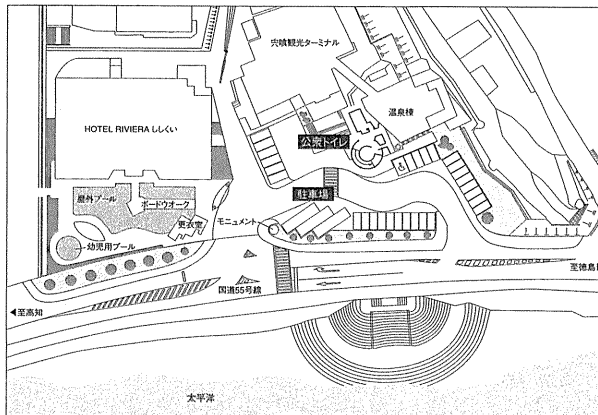 宍喰観光ターミナル
温泉棟
HOTEL RIVIERA ししくい
公衆トイレ
駐車場
屋外プール
ボードウオーク
更衣室
モニュメント
幼児用プール
国道55号線
至徳島
◀至高知
太平洋